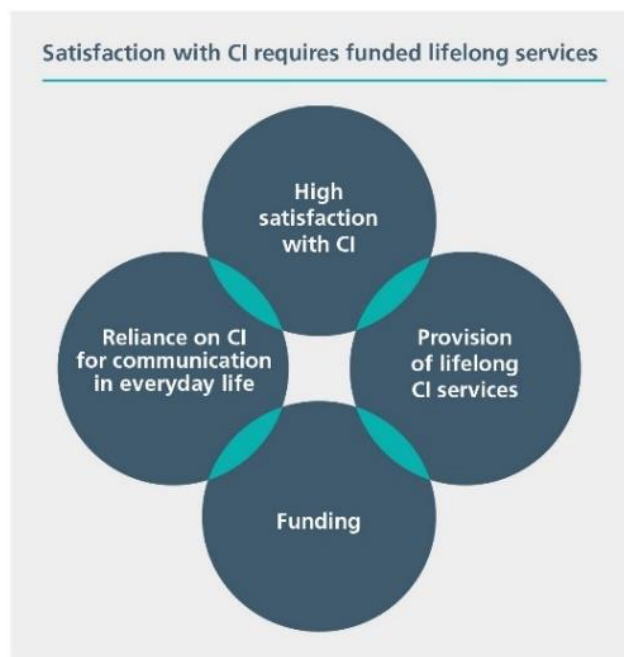 Satisfaction with CI requires funded lifelong services
High
satisfaction
with CI
Reliance on CI
for communication
in everyday life
Provision
of lifelong
CI services
Funding